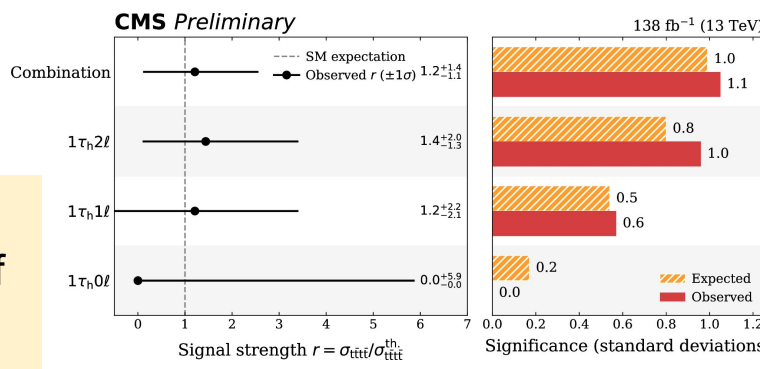 CMS Preliminary
138 fb⁻¹ (13 TeV)
SM expectation
Observed r (±1σ)
Combination
1.2 +1.4 −1.1
1τₕ2ℓ
1.4 +2.0 −1.3
1τₕ1ℓ
1.2 +2.2 −2.1
1τₕ0ℓ
0.0 +5.9 −0.0
0 1 2 3 4 5 6 7
Signal strength r = σ_tt̄tt̄/σ^th._tt̄tt̄
1.0
1.1
0.8
1.0
0.5
0.6
0.2
0.0
Expected
Observed
0.0 0.2 0.4 0.6 0.8 1.0 1.2
Significance (standard deviations
f